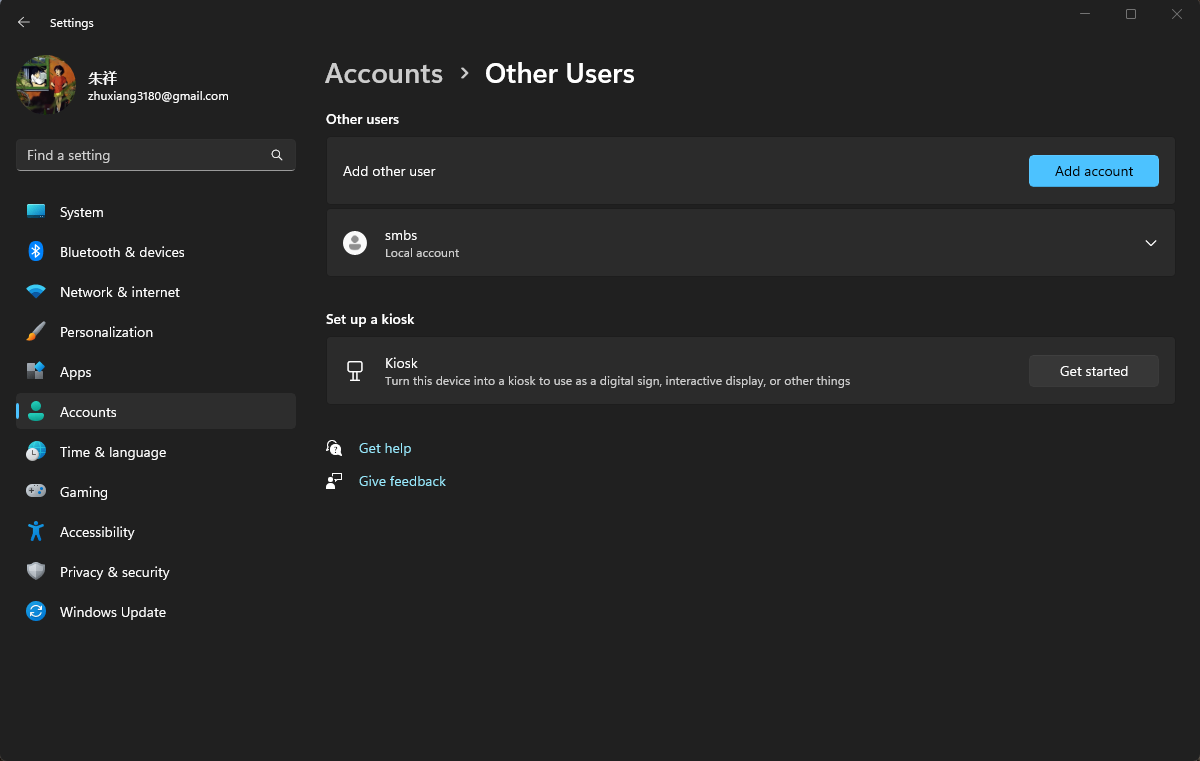 Settings
朱祥
zhuxiang3180@gmail.com
Find a setting
System
Bluetooth & devices
Network & internet
Personalization
Apps
Accounts
Time & language
Gaming
Accessibility
Privacy & security
Windows Update
Accounts > Other Users
Other users
Add other user
Add account
smbs
Local account
Set up a kiosk
Kiosk
Turn this device into a kiosk to use as a digital sign, interactive display, or other things
Get started
Get help
Give feedback